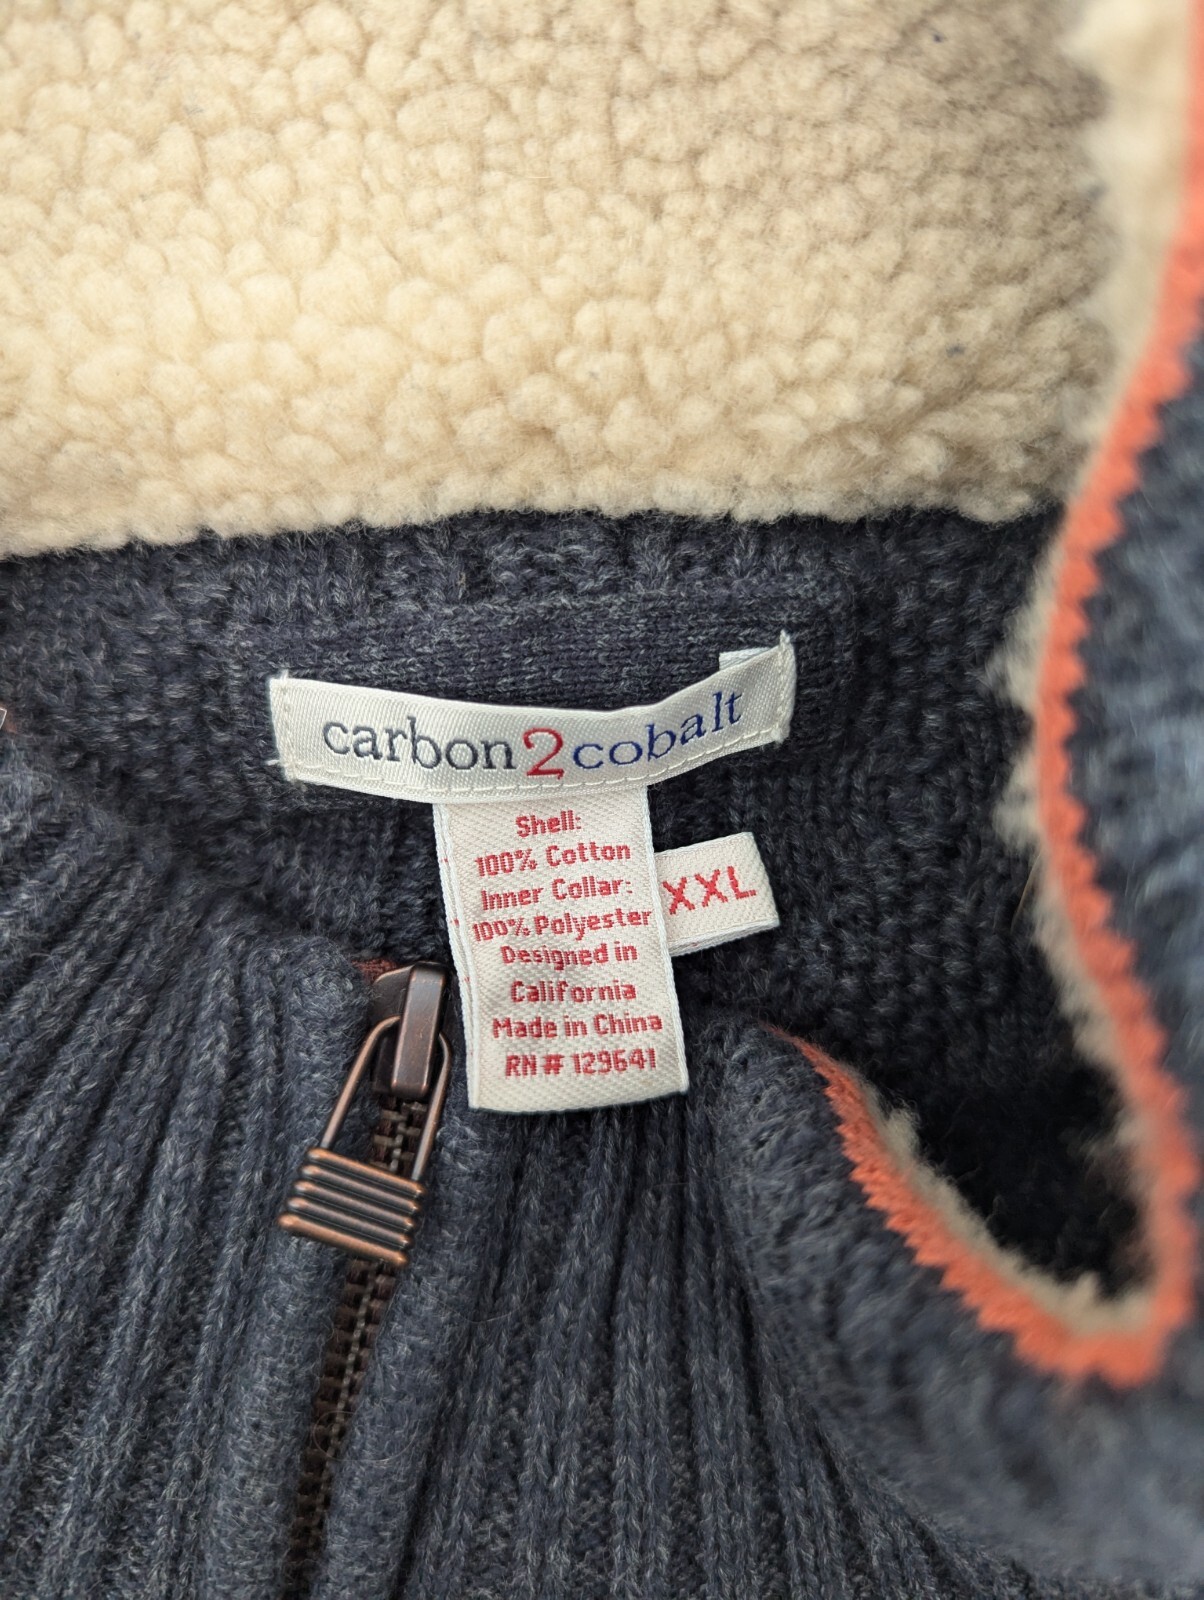 carbon2cobalt
Shell:
100% Cotton
Inner Collar:
100% Polyester
Designed in
California
Made in China
RN # 129641
XXL